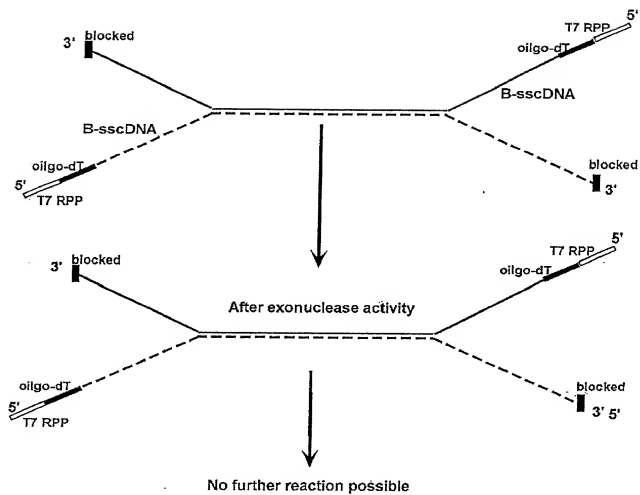 5'
T7 RPP
oilgo-dT
blocked
3'
B-sscDNA
B-sscDNA
oilgo-dT
5'
T7 RPP
blocked
3'
5'
T7 RPP
oilgo-dT
blocked
3'
After exonuclease activity
oilgo-dT
5'
T7 RPP
blocked
3' 5'
No further reaction possible